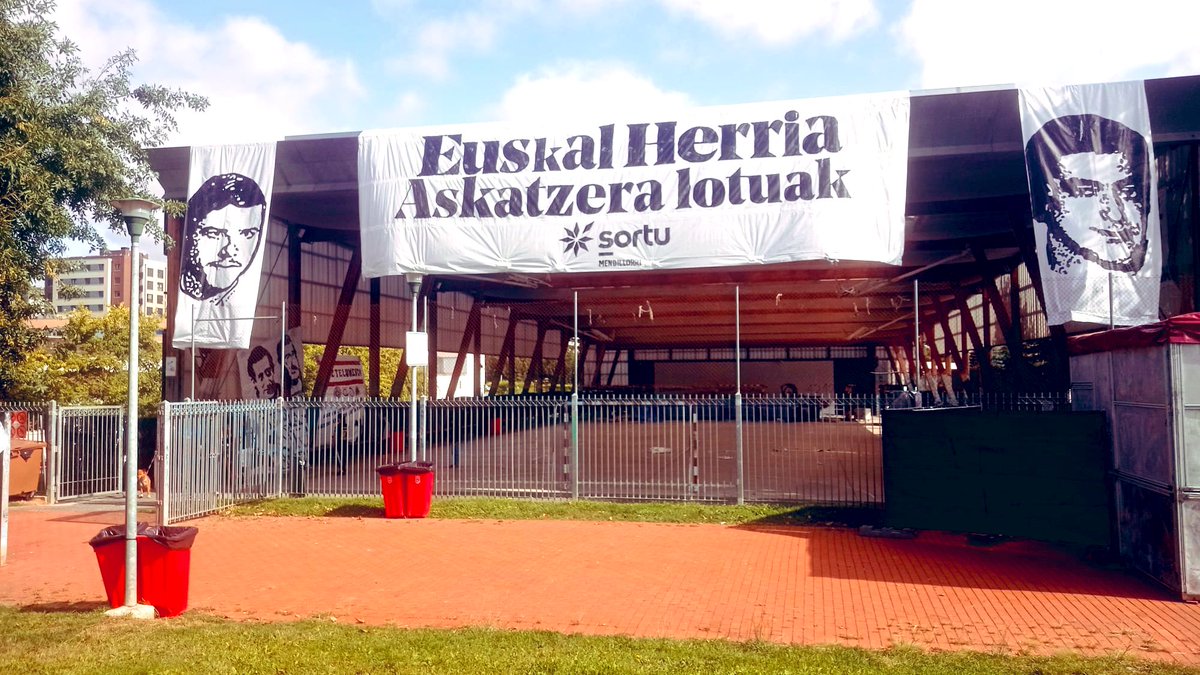 Euskal Herria
Askatzera lotuak
sortu
MENDILLORRI